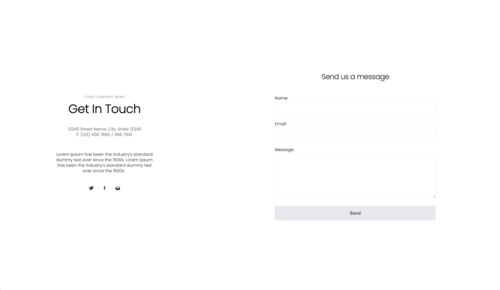 YOUR COMPANY NAME
Get In Touch
12345 Street Name, City. State 12345
P: (123) 456 7890 / 456 7891
Lorem Ipsum has been the industry's standard
dummy text ever since the 1500s. Lorem Ipsum
has been the industry's standard dummy text
ever since the 1500s.
Send us a message
Name:
Email:
Message:
Send